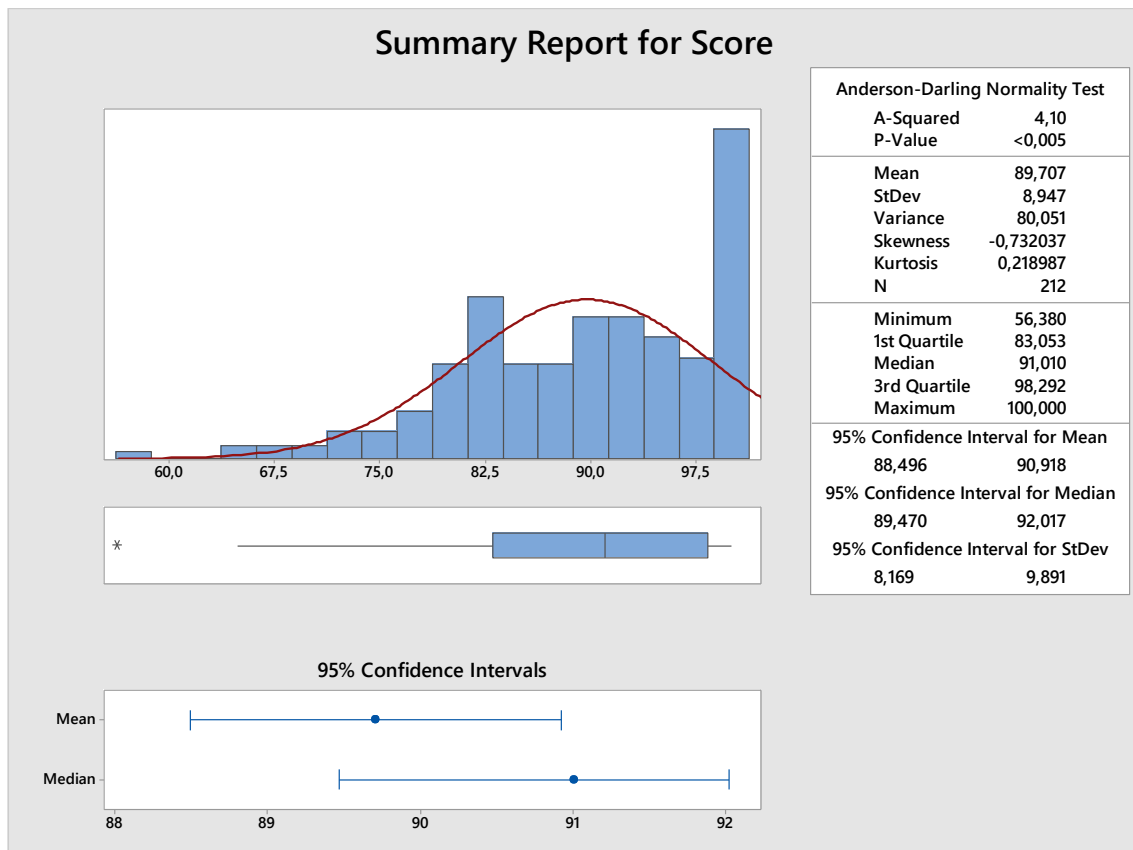 Summary Report for Score
Anderson-Darling Normality Test
A-Squared 4,10
P-Value <0,005
Mean 89,707
StDev 8,947
Variance 80,051
Skewness -0,732037
Kurtosis 0,218987
N 212
Minimum 56,380
1st Quartile 83,053
Median 91,010
3rd Quartile 98,292
Maximum 100,000
95% Confidence Interval for Mean
88,496 90,918
95% Confidence Interval for Median
89,470 92,017
95% Confidence Interval for StDev
8,169 9,891
60,0 67,5 75,0 82,5 90,0 97,5
95% Confidence Intervals
Mean
Median
88 89 90 91 92